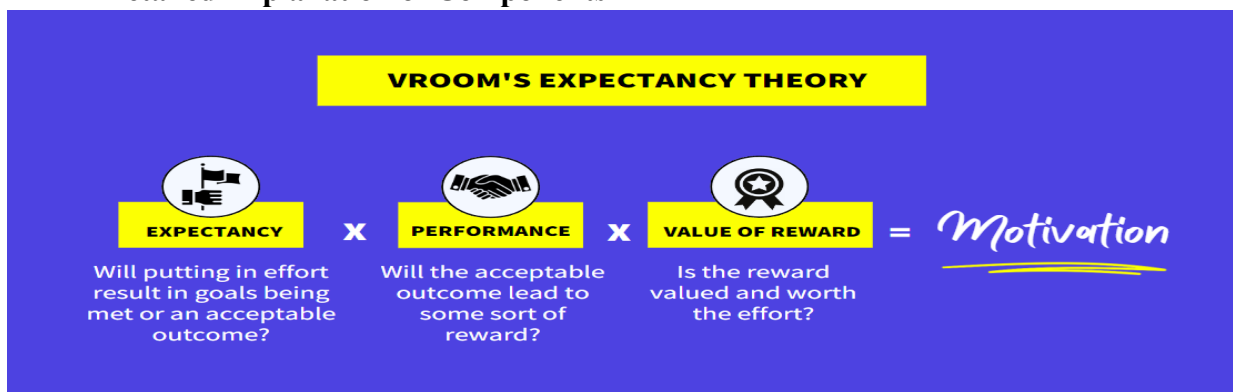 VROOM'S EXPECTANCY THEORY
EXPECTANCY X PERFORMANCE X VALUE OF REWARD = Motivation
Will putting in effort
result in goals being
met or an acceptable
outcome?
Will the acceptable
outcome lead to
some sort of
reward?
Is the reward
valued and worth
the effort?